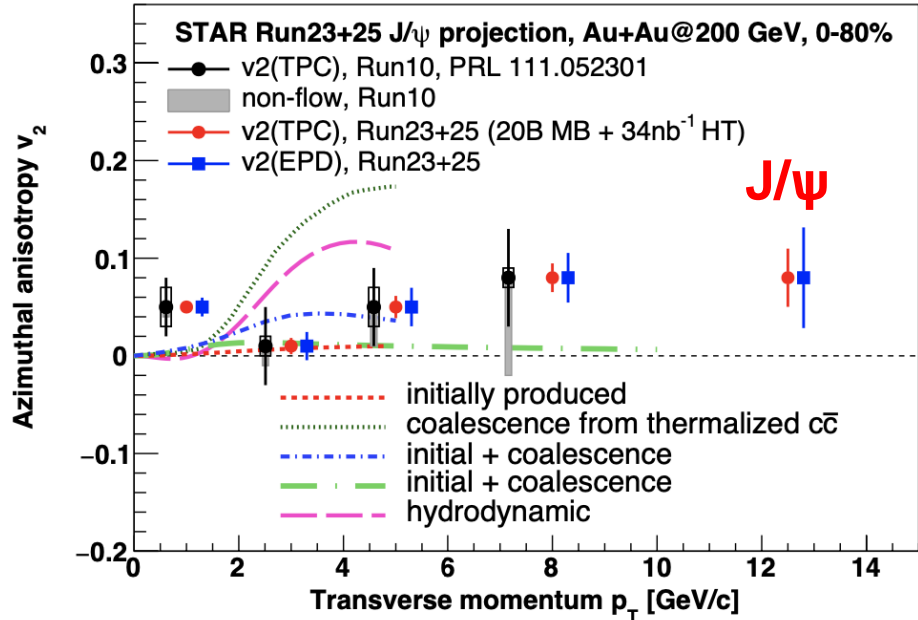 STAR Run23+25 J/ψ projection, Au+Au@200 GeV, 0-80%
v2(TPC), Run10, PRL 111.052301
non-flow, Run10
v2(TPC), Run23+25 (20B MB + 34nb⁻¹ HT)
v2(EPD), Run23+25
J/ψ
initially produced
coalescence from thermalized cc̅
initial + coalescence
initial + coalescence
hydrodynamic
Azimuthal anisotropy v₂
0.3
0.2
0.1
0
−0.1
−0.2
0 2 4 6 8 10 12 14
Transverse momentum p_T [GeV/c]